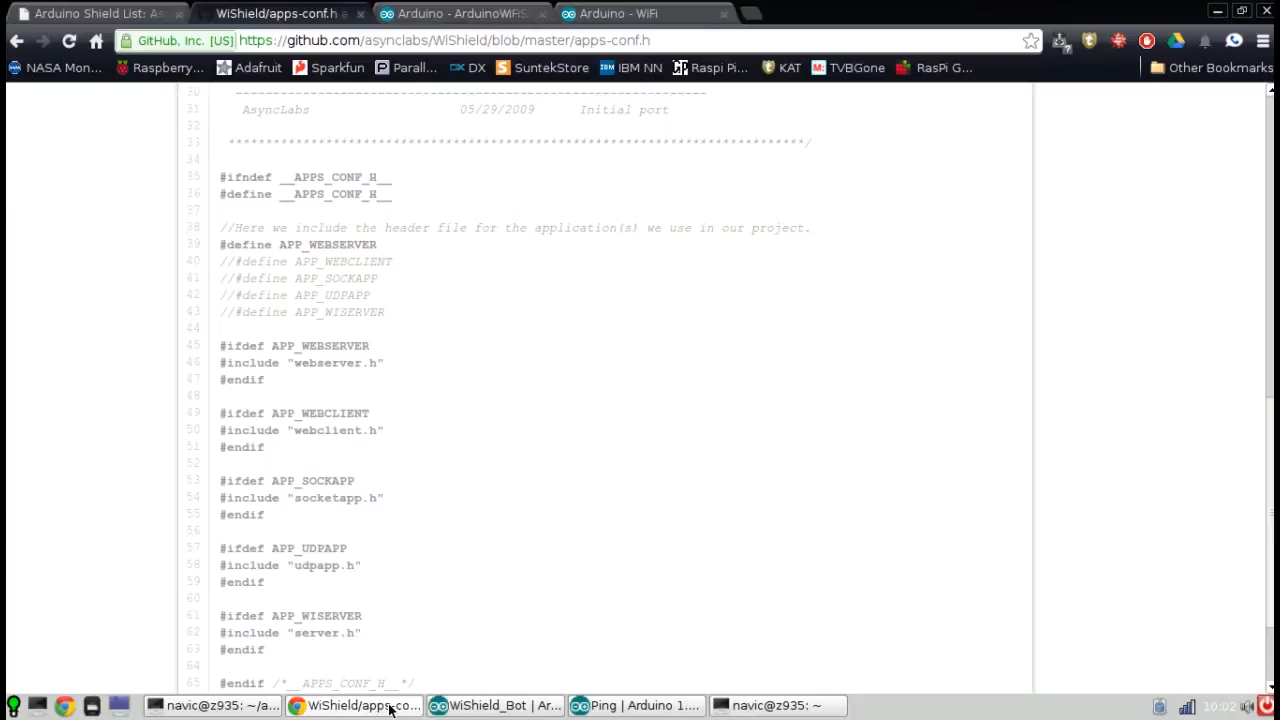 Arduino Shield List: As
WiShield/apps-conf.h
Arduino - ArduinoWiFiS
Arduino - WiFi
GitHub, Inc. [US]
https://github.com/asynclabs/WiShield/blob/master/apps-conf.h
NASA Mon...
Raspberry...
Adafruit
Sparkfun
Parall...
DX
SuntekStore
IBM NN
Raspi Pi...
KAT
TVBGone
RasPi G...
Other Bookmarks
30 ---------------------------------------------------------------
31 AsyncLabs 05/29/2009 Initial port
32
33 *****************************************************************************/
34
35 #ifndef __APPS_CONF_H__
36 #define __APPS_CONF_H__
37
38 //Here we include the header file for the application(s) we use in our project.
39 #define APP_WEBSERVER
40 //#define APP_WEBCLIENT
41 //#define APP_SOCKAPP
42 //#define APP_UDPAPP
43 //#define APP_WISERVER
44
45 #ifdef APP_WEBSERVER
46 #include "webserver.h"
47 #endif
48
49 #ifdef APP_WEBCLIENT
50 #include "webclient.h"
51 #endif
52
53 #ifdef APP_SOCKAPP
54 #include "socketapp.h"
55 #endif
56
57 #ifdef APP_UDPAPP
58 #include "udpapp.h"
59 #endif
60
61 #ifdef APP_WISERVER
62 #include "server.h"
63 #endif
64
65 #endif /*__APPS_CONF_H__*/
navic@z935: ~/a...
WiShield/apps-co...
WiShield_Bot | Ar...
Ping | Arduino 1....
navic@z935: ~
10:02